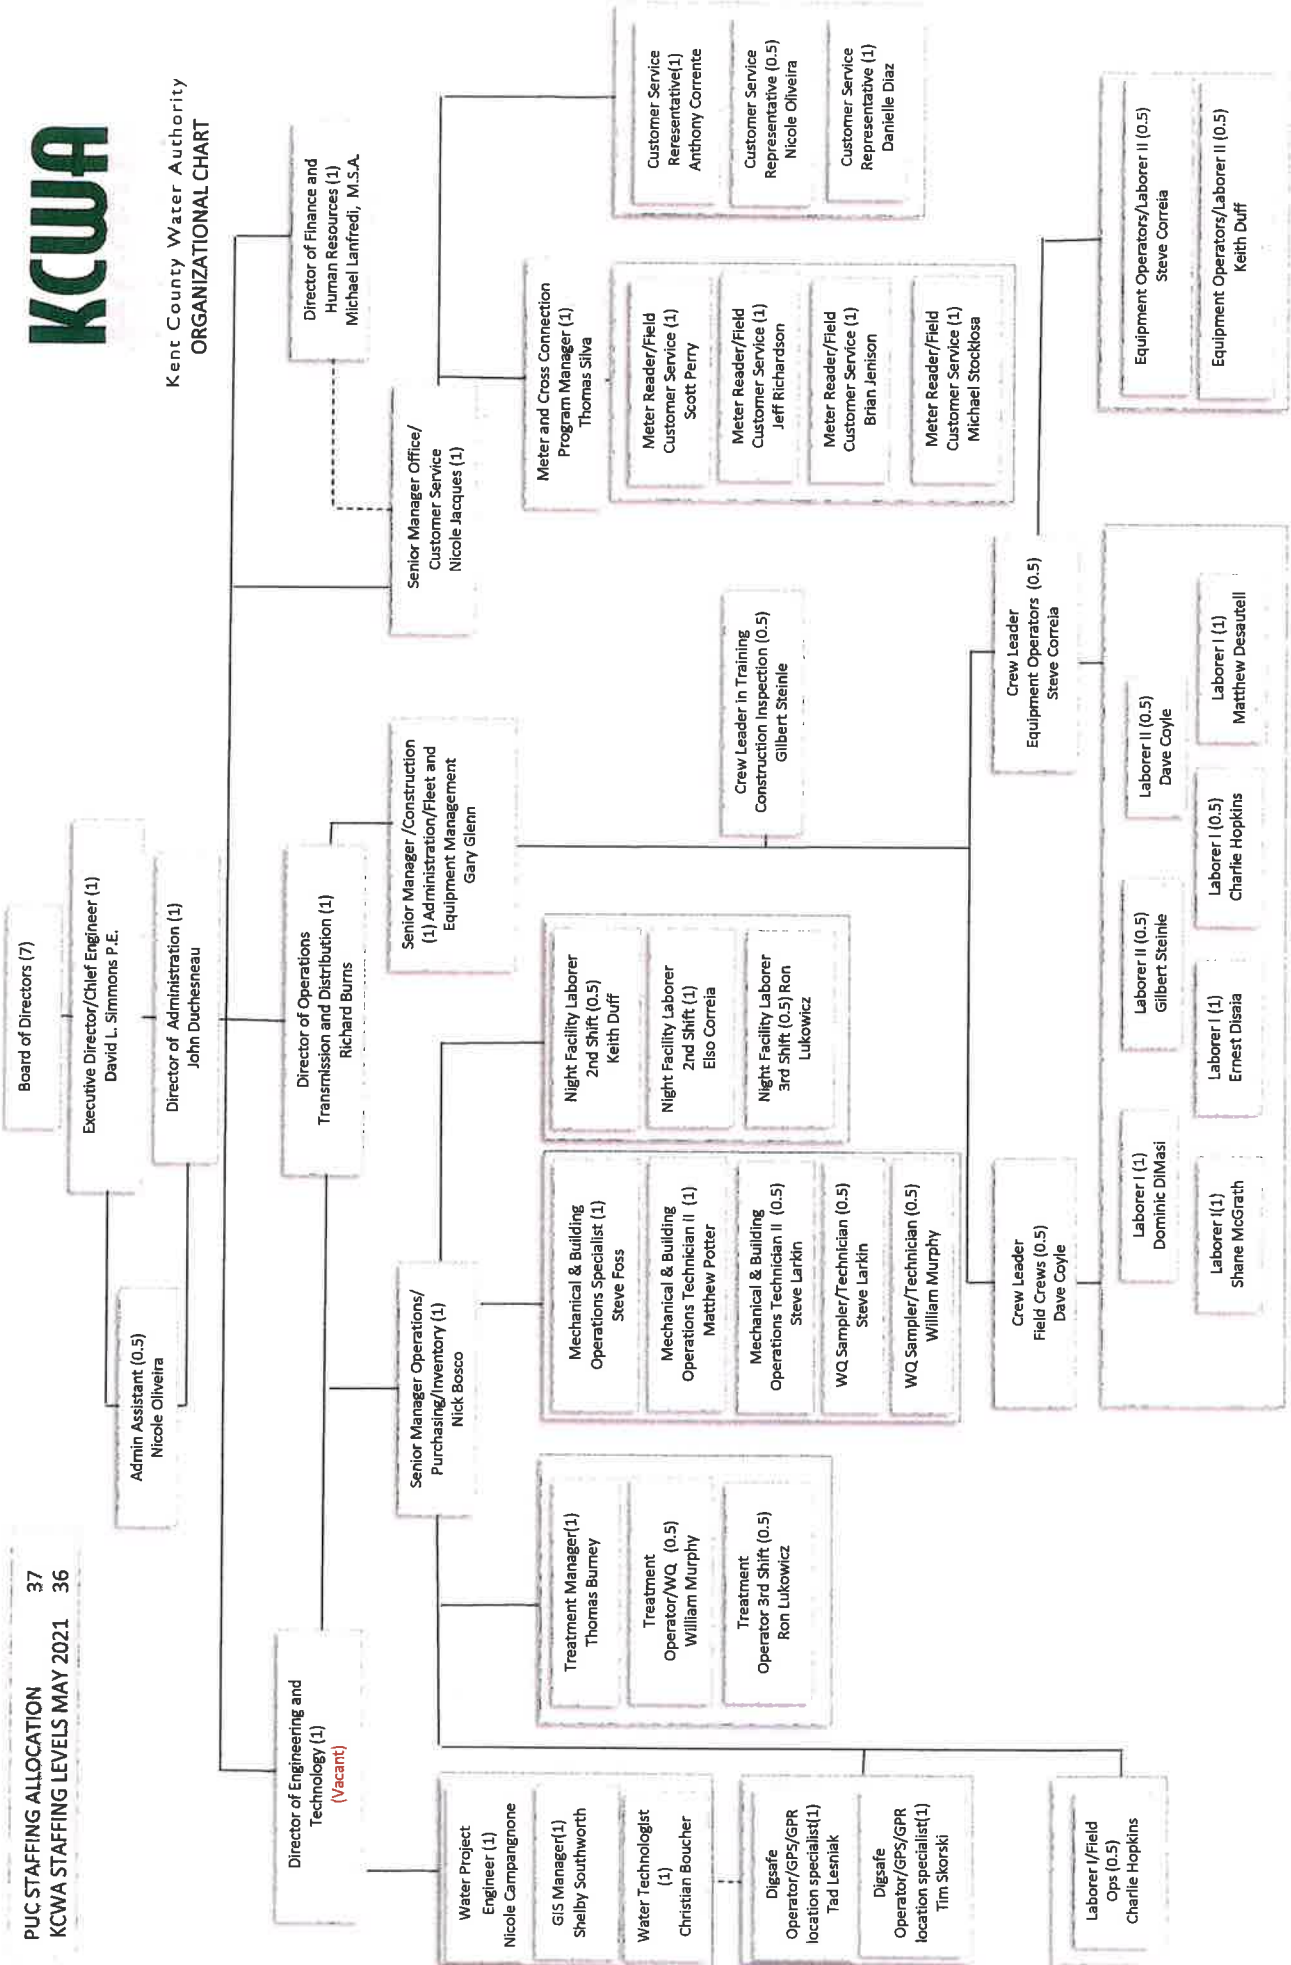 PUC STAFFING ALLOCATION 37
KCWA STAFFING LEVELS MAY 2021 36
KCWA
Kent County Water Authority
ORGANIZATIONAL CHART
Board of Directors (7)
Executive Director/Chief Engineer (1)
David L. Simmons P.E.
Admin Assistant (0.5)
Nicole Oliveira
Director of Administration (1)
John Duchesneau
Director of Engineering and
Technology (1)
(Vacant)
Director of Operations
Transmission and Distribution (1)
Richard Burns
Director of Finance and
Human Resources (1)
Michael Lanfredi, M.S.A.
Senior Manager Operations/
Purchasing/Inventory (1)
Nick Bosco
Senior Manager /Construction
(1) Administration/Fleet and
Equipment Management
Gary Glenn
Senior Manager Office/
Customer Service
Nicole Jacques (1)
Water Project
Engineer (1)
Nicole Campangnone
GIS Manager(1)
Shelby Southworth
Water Technologist
(1)
Christian Boucher
Digsafe
Operator/GPS/GPR
location specialist(1)
Tad Lesniak
Digsafe
Operator/GPS/GPR
location specialist(1)
Tim Skorski
Laborer I/Field
Ops (0.5)
Charlie Hopkins
Treatment Manager(1)
Thomas Burney
Treatment
Operator/WQ (0.5)
William Murphy
Treatment
Operator 3rd Shift (0.5)
Ron Lukowicz
Mechanical & Building
Operations Specialist (1)
Steve Foss
Mechanical & Building
Operations Technician II (1)
Matthew Potter
Mechanical & Building
Operations Technician II (0.5)
Steve Larkin
WQ Sampler/Technician (0.5)
Steve Larkin
WQ Sampler/Technician (0.5)
William Murphy
Night Facility Laborer
2nd Shift (0.5)
Keith Duff
Night Facility Laborer
2nd Shift (1)
Elso Correia
Night Facility Laborer
3rd Shift (0.5) Ron
Lukowicz
Crew Leader in Training
Construction Inspection (0.5)
Gilbert Steinle
Meter and Cross Connection
Program Manager (1)
Thomas Silva
Meter Reader/Field
Customer Service (1)
Scott Perry
Meter Reader/Field
Customer Service (1)
Jeff Richardson
Meter Reader/Field
Customer Service (1)
Brian Jenison
Meter Reader/Field
Customer Service (1)
Michael Stocklosa
Customer Service
Reresentative(1)
Anthony Corrente
Customer Service
Representative (0.5)
Nicole Oliveira
Customer Service
Representative (1)
Danielle Diaz
Crew Leader
Field Crews (0.5)
Dave Coyle
Crew Leader
Equipment Operators (0.5)
Steve Correia
Laborer I (1)
Dominic DiMasi
Laborer II (0.5)
Gilbert Steinle
Laborer II (0.5)
Dave Coyle
Laborer I(1)
Shane McGrath
Laborer I (1)
Ernest Disaia
Laborer I (0.5)
Charlie Hopkins
Laborer I (1)
Matthew Desautell
Equipment Operators/Laborer II (0.5)
Steve Correia
Equipment Operators/Laborer II (0.5)
Keith Duff